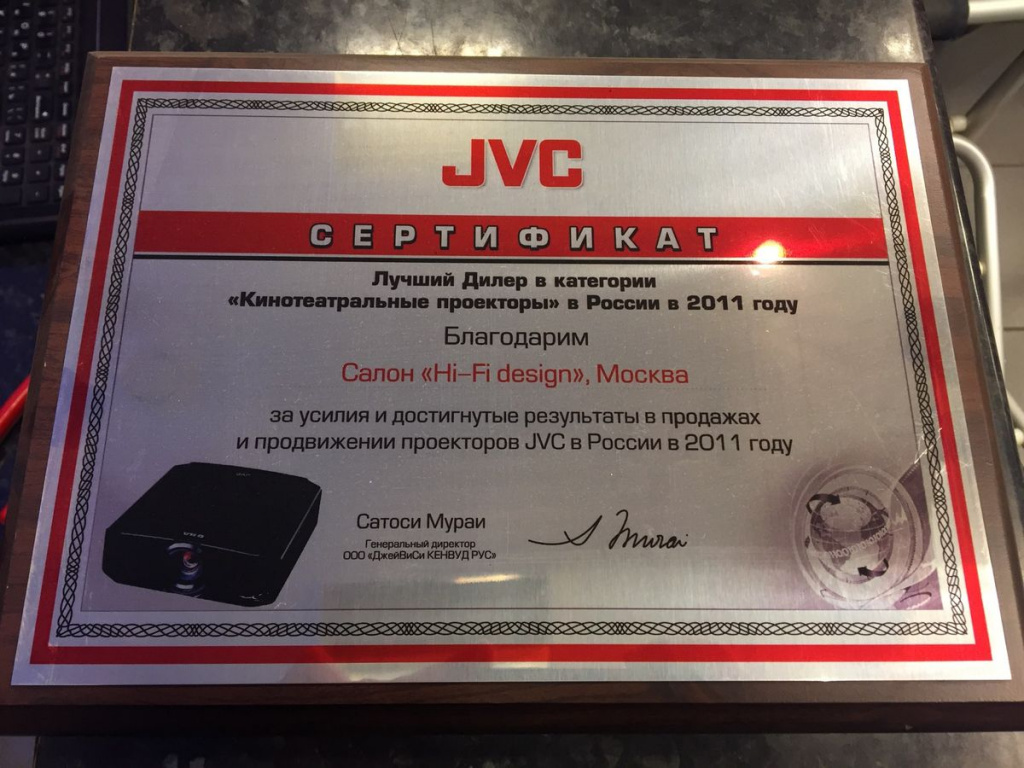 JVC
СЕРТИФИКАТ
Лучший Дилер в категории
«Кинотеатральные проекторы» в России в 2011 году
Благодарим
Салон «Hi–Fi design», Москва
за усилия и достигнутые результаты в продажах
и продвижении проекторов JVC в России в 2011 году
Сатоси Мураи
Генеральный директор
ООО «ДжейВиСи КЕНВУД РУС»
S Murai